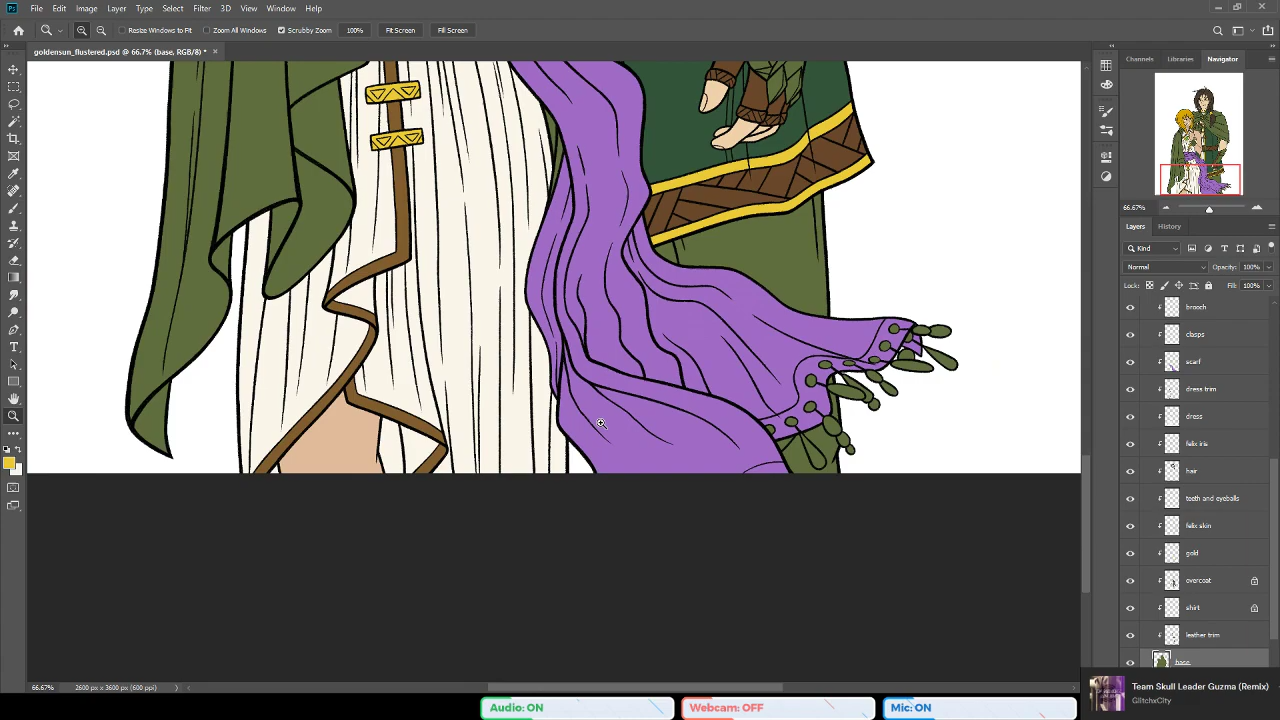 File Edit Image Layer Type Select Filter 3D View Window Help
Resize Windows to Fit Zoom All Windows Scrubby Zoom 100% Fit Screen Fill Screen
goldensun_flustered.psd @ 66.7% (base, RGB/8) *
Channels Libraries Navigator
66.67%
Layers History
Kind
Normal Opacity: 100%
Lock: Fill: 100%
brooch
clasps
scarf
dress trim
dress
felix iris
hair
teeth and eyeballs
felix skin
gold
overcoat
shirt
leather trim
base
66.67% 2600 px x 3600 px (600 ppi)
Team Skull Leader Guzma (Remix)
GlitchxCity
Audio: ON Webcam: OFF Mic: ON